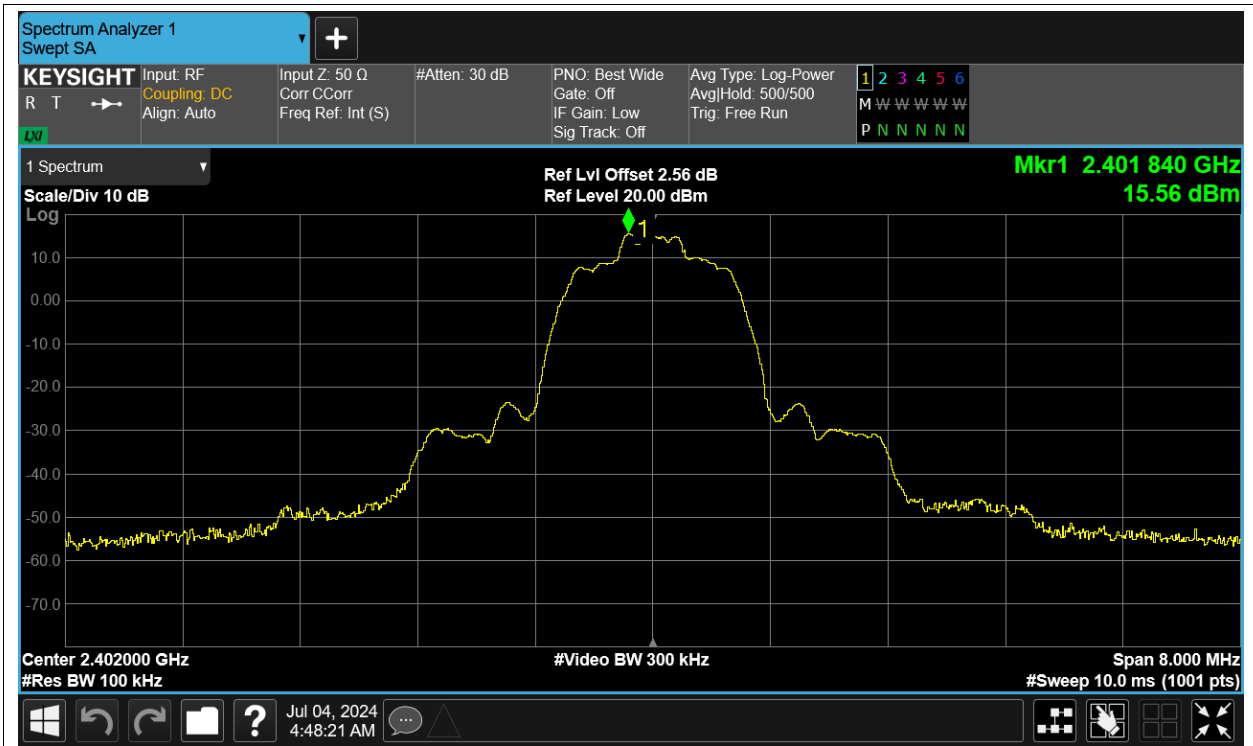 Spectrum Analyzer 1
Swept SA
KEYSIGHT
R T
LXI
Input: RF
Coupling: DC
Align: Auto
Input Z: 50 Ω
Corr CCorr
Freq Ref: Int (S)
#Atten: 30 dB
PNO: Best Wide
Gate: Off
IF Gain: Low
Sig Track: Off
Avg Type: Log-Power
Avg|Hold: 500/500
Trig: Free Run
1 2 3 4 5 6
M W W W W W
P N N N N N
1 Spectrum
Scale/Div 10 dB
Ref Lvl Offset 2.56 dB
Ref Level 20.00 dBm
Mkr1 2.401 840 GHz
15.56 dBm
Log
1
10.0
0.00
-10.0
-20.0
-30.0
-40.0
-50.0
-60.0
-70.0
Center 2.402000 GHz
#Video BW 300 kHz
Span 8.000 MHz
#Res BW 100 kHz
#Sweep 10.0 ms (1001 pts)
?
Jul 04, 2024
4:48:21 AM